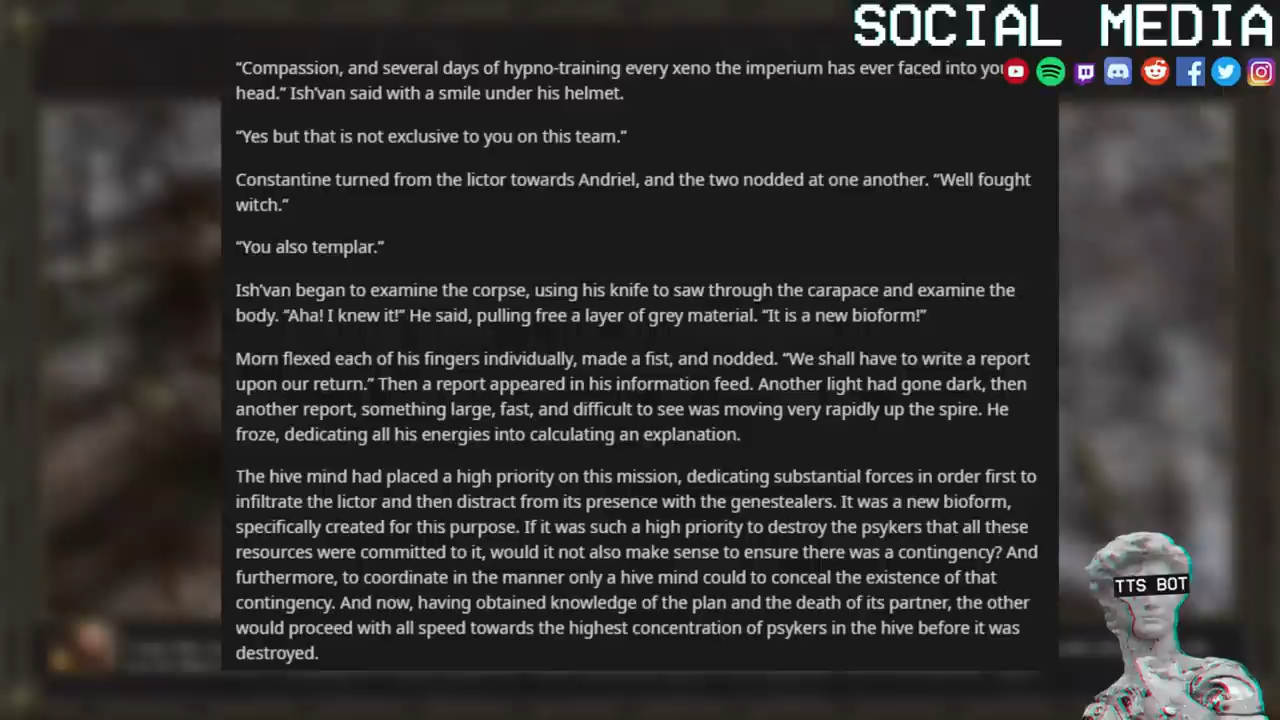 SOCIAL MEDIA
“Compassion, and several days of hypno-training every xeno the imperium has ever faced into
head.” Ish’van said with a smile under his helmet.
“Yes but that is not exclusive to you on this team.”
Constantine turned from the lictor towards Andriel, and the two nodded at one another. “Well fought
witch.”
“You also templar.”
Ish’van began to examine the corpse, using his knife to saw through the carapace and examine the
body. “Aha! I knew it!” He said, pulling free a layer of grey material. “It is a new bioform!”
Morn flexed each of his fingers individually, made a fist, and nodded. “We shall have to write a report
upon our return.” Then a report appeared in his information feed. Another light had gone dark, then
another report, something large, fast, and difficult to see was moving very rapidly up the spire. He
froze, dedicating all his energies into calculating an explanation.
The hive mind had placed a high priority on this mission, dedicating substantial forces in order first to
infiltrate the lictor and then distract from its presence with the genestealers. It was a new bioform,
specifically created for this purpose. If it was such a high priority to destroy the psykers that all these
resources were committed to it, would it not also make sense to ensure there was a contingency? And
furthermore, to coordinate in the manner only a hive mind could to conceal the existence of that
contingency. And now, having obtained knowledge of the plan and the death of its partner, the other
would proceed with all speed towards the highest concentration of psykers in the hive before it was
destroyed.
TTS BOT